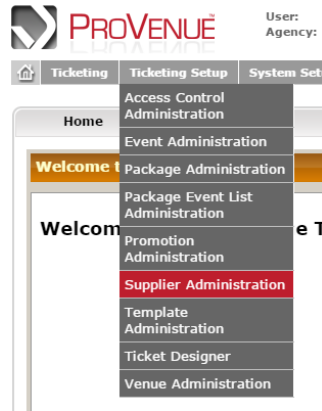 PROVENUE
User:
Agency:
Ticketing
Ticketing Setup
System Set
Home
Access Control
Administration
Event Administration
Package Administration
Package Event List
Administration
Promotion
Administration
Supplier Administration
Template
Administration
Ticket Designer
Venue Administration
Welcome t
Welcom
e T